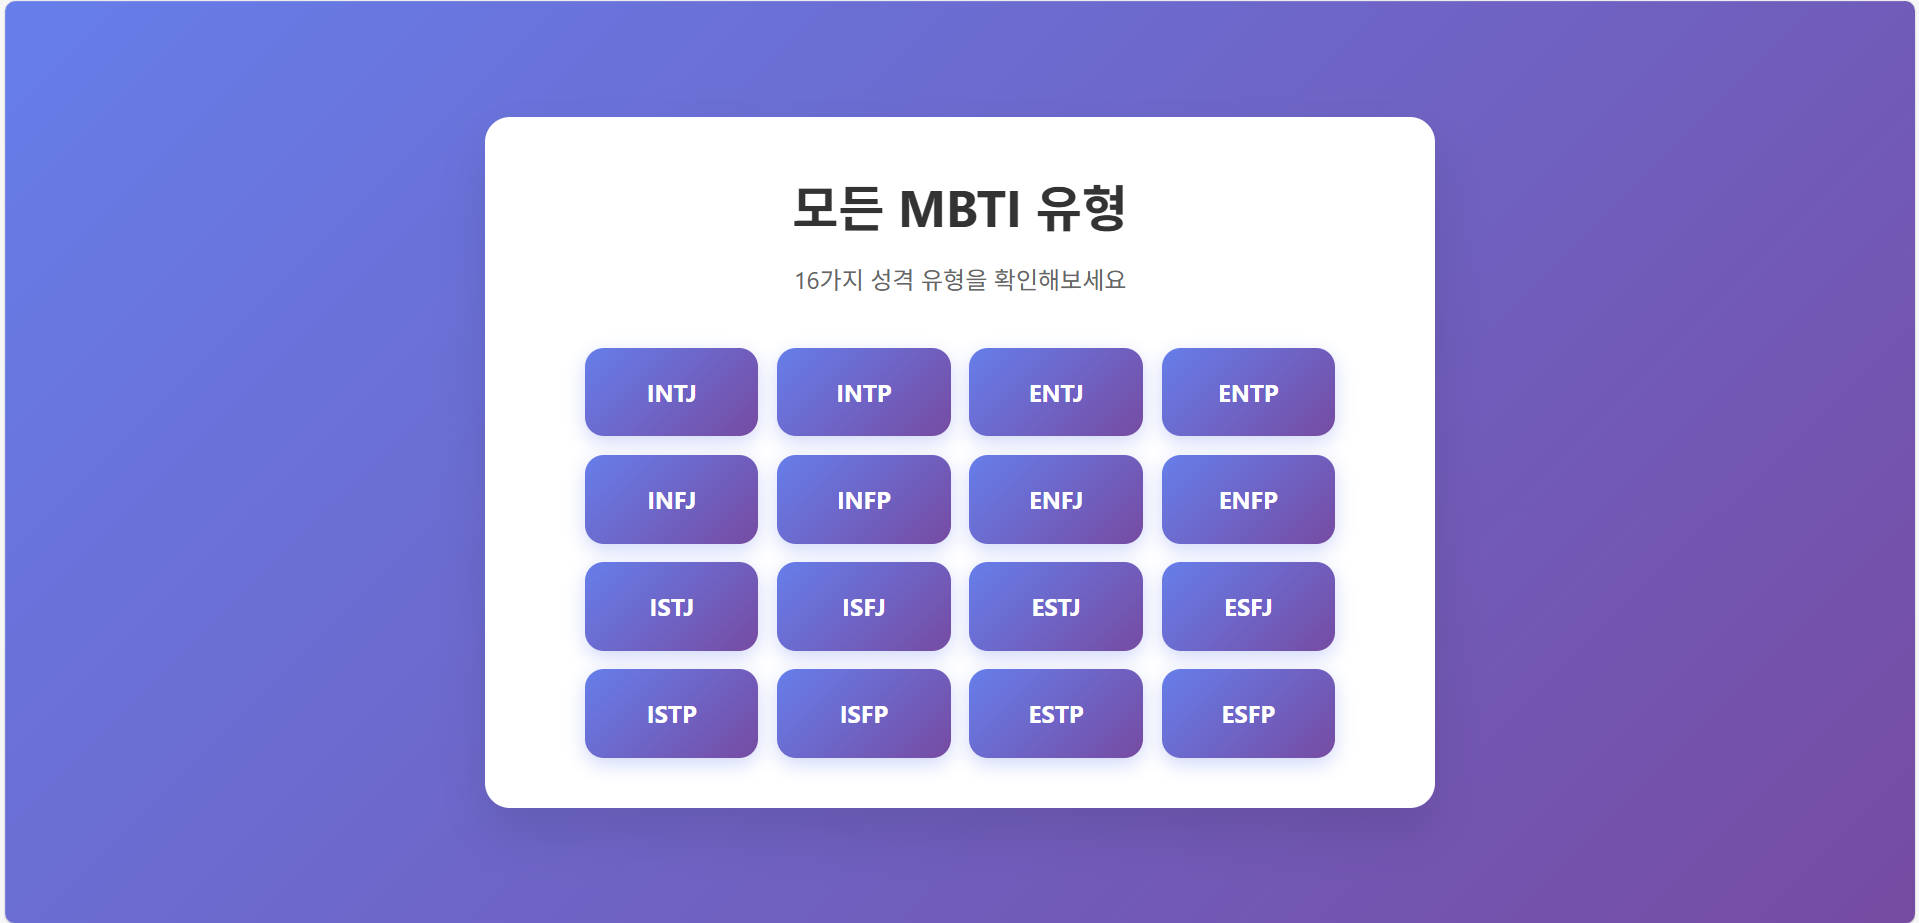 모든 MBTI 유형
16가지 성격 유형을 확인해보세요
INTJ INTP ENTJ ENTP
INFJ INFP ENFJ ENFP
ISTJ ISFJ ESTJ ESFJ
ISTP ISFP ESTP ESFP